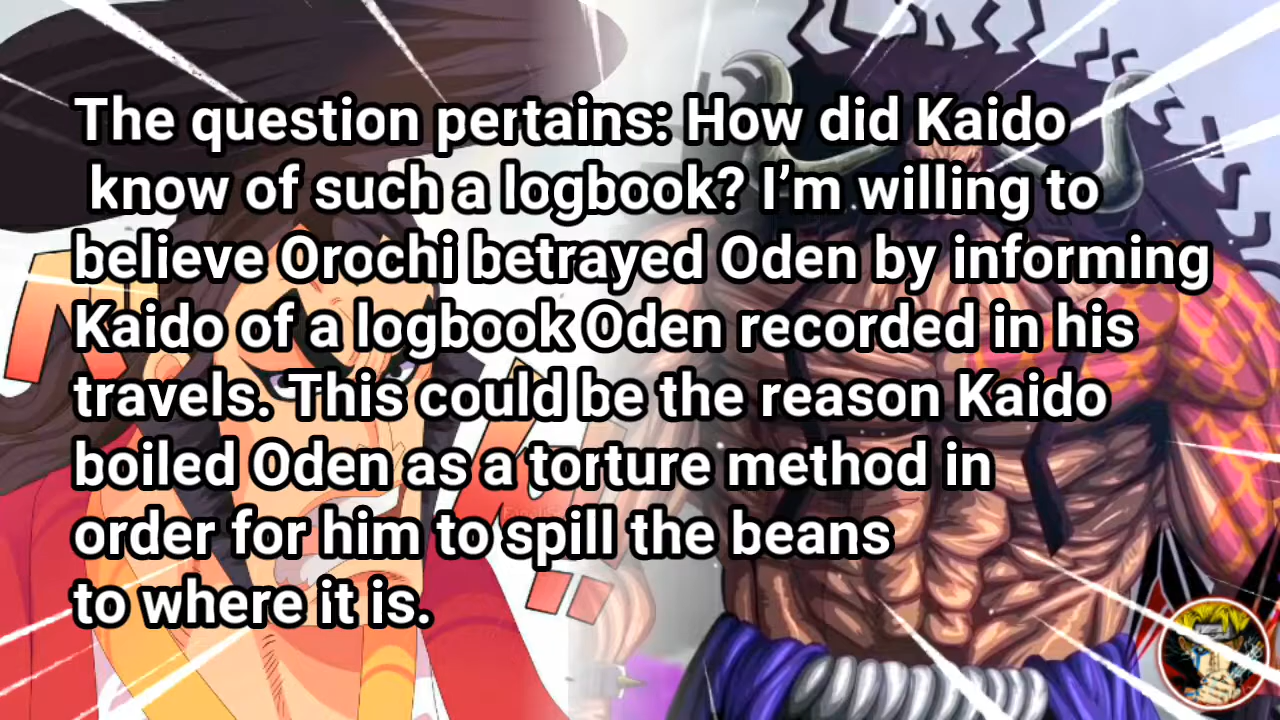 The question pertains: How did Kaido
know of such a logbook? I'm willing to
believe Orochi betrayed Oden by informing
Kaido of a logbook Oden recorded in his
travels. This could be the reason Kaido
boiled Oden as a torture method in
order for him to spill the beans
to where it is.